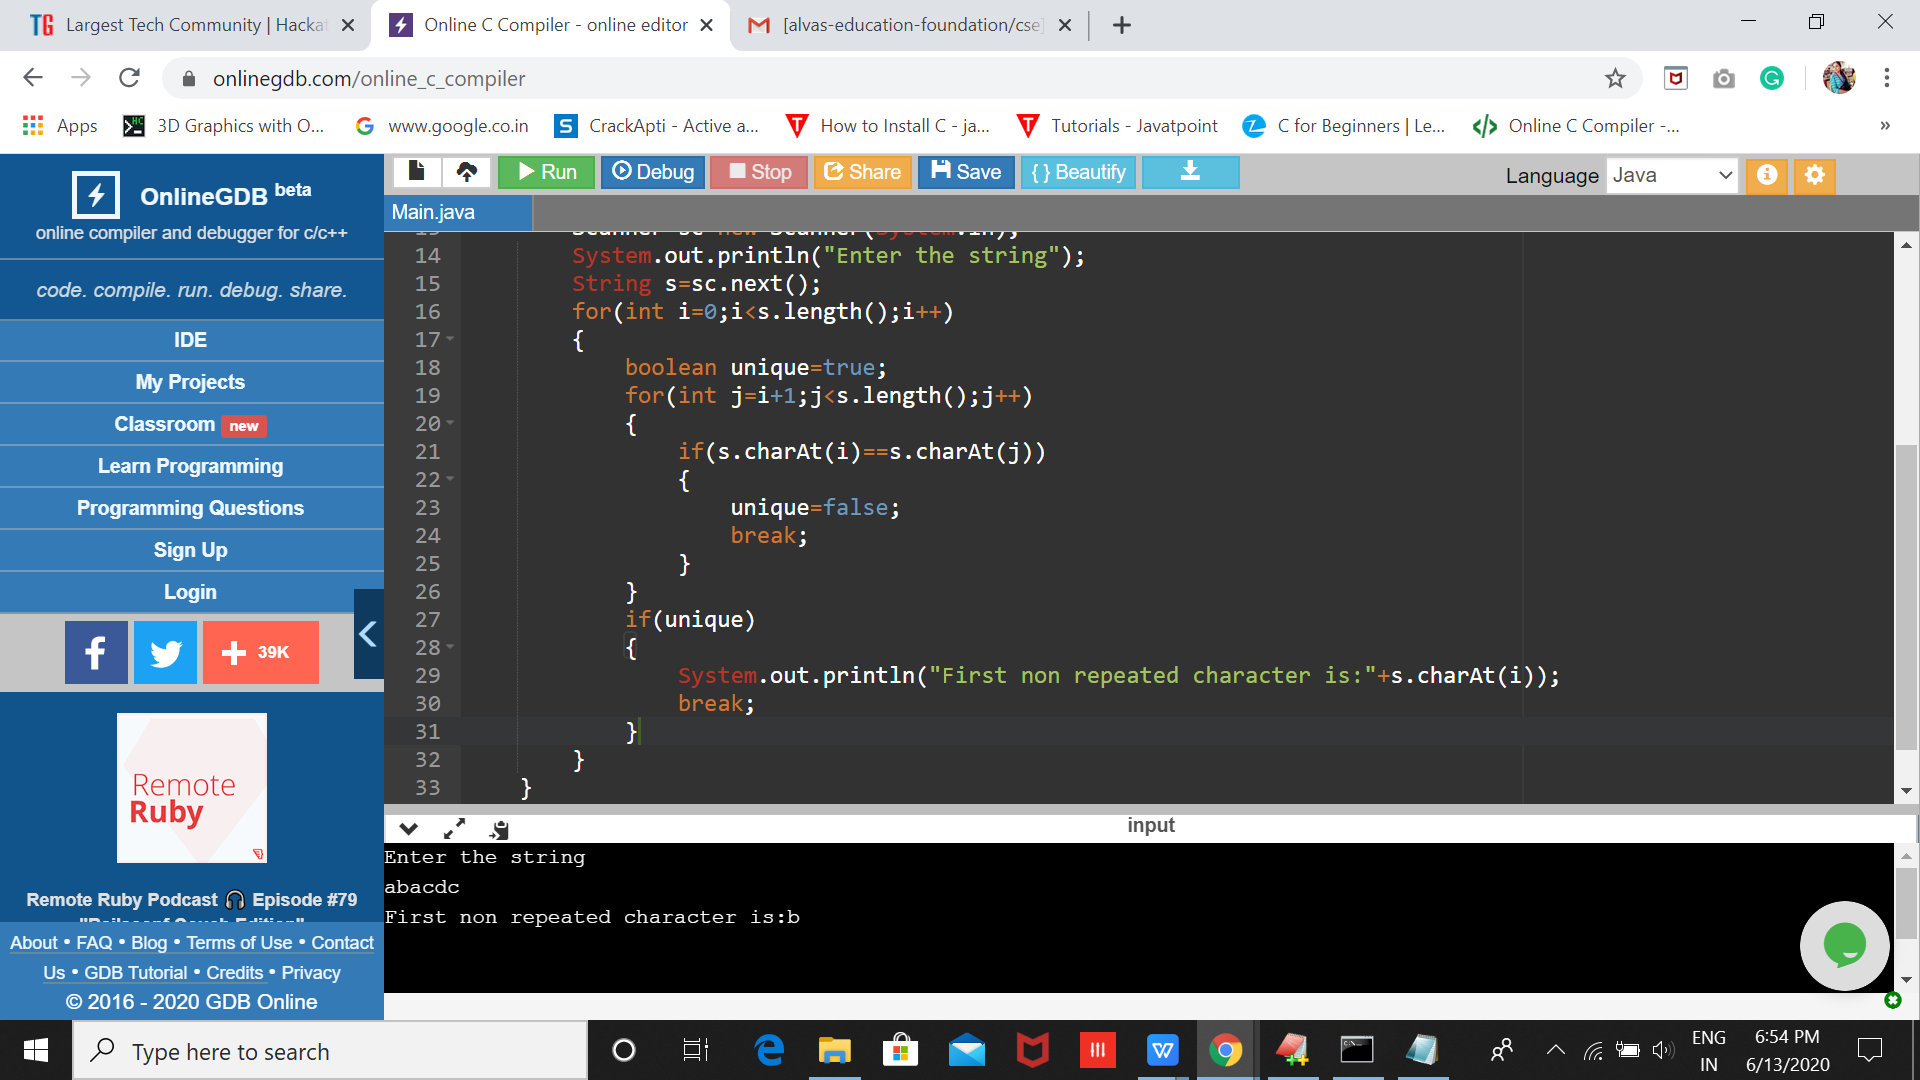 TG Largest Tech Community | Hacka
Online C Compiler - online editor
[alvas-education-foundation/cse]
onlinegdb.com/online_c_compiler
Apps
3D Graphics with O...
www.google.co.in
CrackApti - Active a...
How to Install C - ja...
Tutorials - Javatpoint
C for Beginners | Le...
Online C Compiler -...
»
OnlineGDB beta
online compiler and debugger for c/c++
code. compile. run. debug. share.
IDE
My Projects
Classroom new
Learn Programming
Programming Questions
Sign Up
Login
39K
Remote
Ruby
Remote Ruby Podcast 🎧 Episode #79
About • FAQ • Blog • Terms of Use • Contact
Us • GDB Tutorial • Credits • Privacy
© 2016 - 2020 GDB Online
Run
Debug
Stop
Share
Save
{ } Beautify
Language Java
Main.java
13 Scanner sc=new Scanner(System.in);
14 System.out.println("Enter the string");
15 String s=sc.next();
16 for(int i=0;i<s.length();i++)
17 {
18 boolean unique=true;
19 for(int j=i+1;j<s.length();j++)
20 {
21 if(s.charAt(i)==s.charAt(j))
22 {
23 unique=false;
24 break;
25 }
26 }
27 if(unique)
28 {
29 System.out.println("First non repeated character is:"+s.charAt(i));
30 break;
31 }
32 }
33 }
input
Enter the string
abacdc
First non repeated character is:b
Type here to search
ENG
IN
6:54 PM
6/13/2020